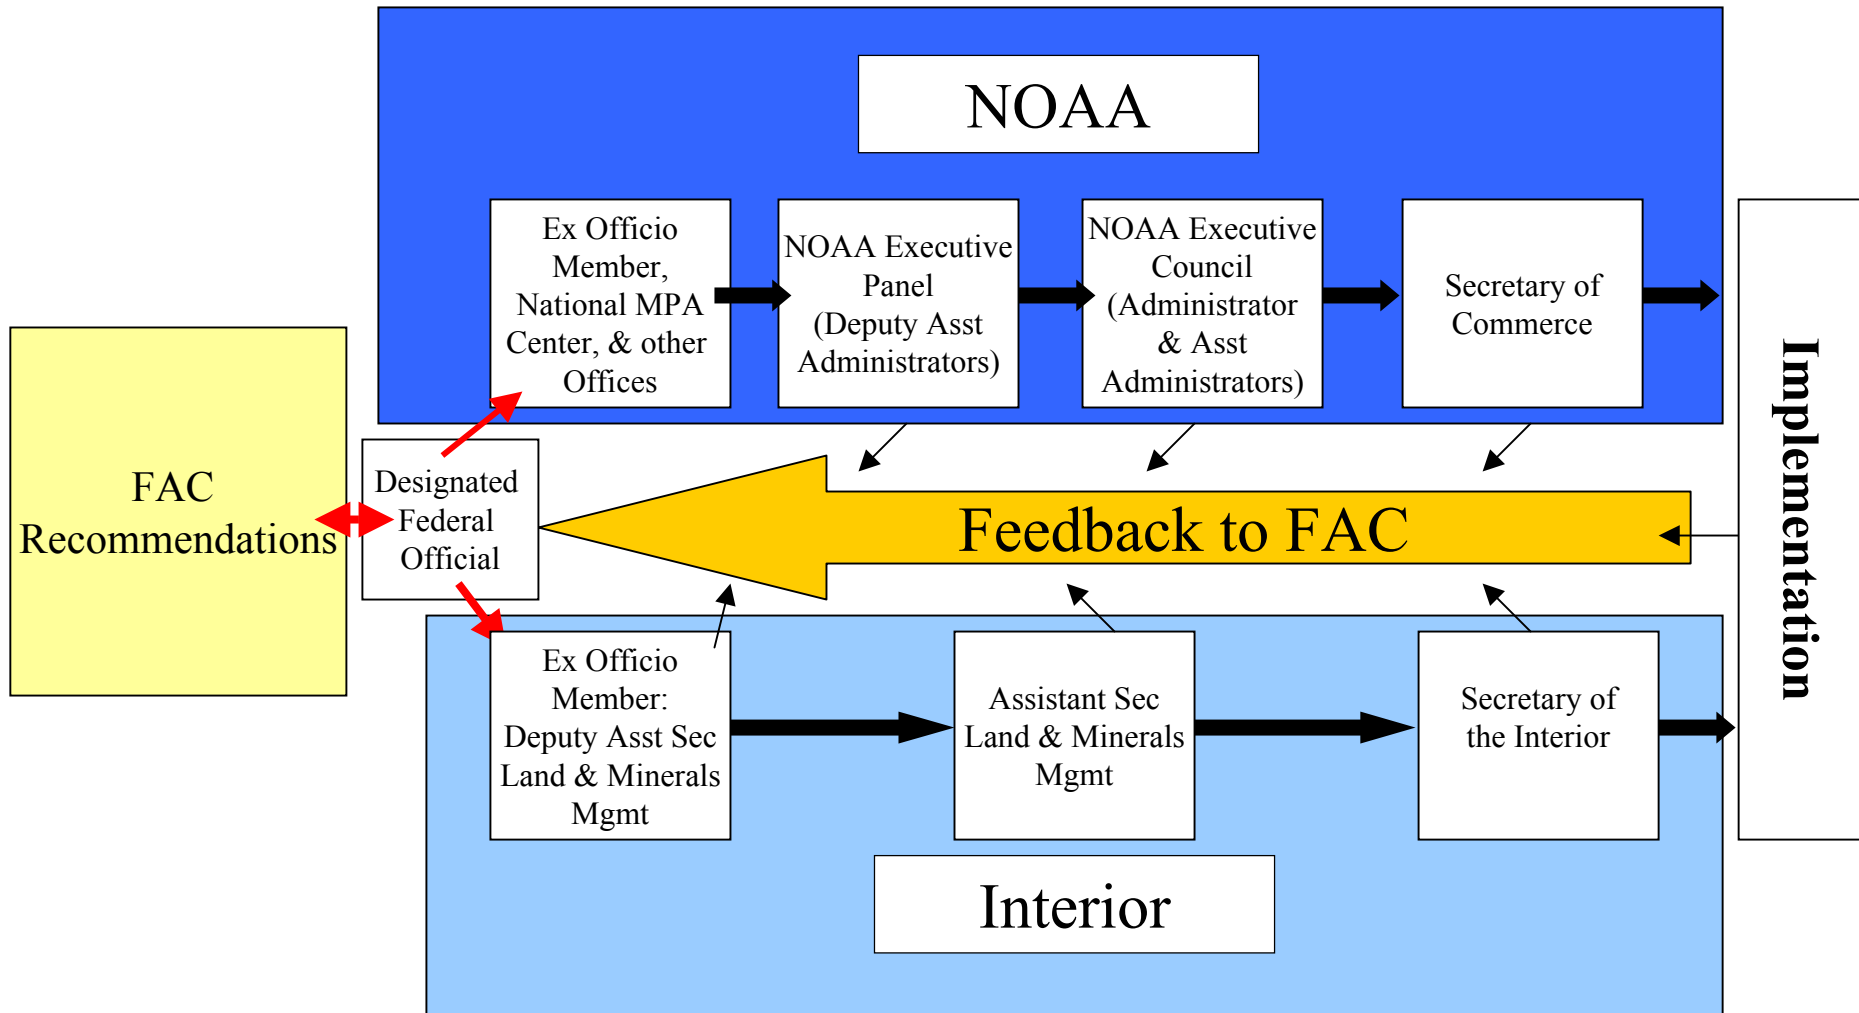 NOAA
Ex Officio
Member,
National MPA
Center, & other
Offices
NOAA Executive
Panel
(Deputy Asst
Administrators)
NOAA Executive
Council
(Administrator
& Asst
Administrators)
Secretary of
Commerce
FAC
Recommendations
Designated
Federal
Official
Feedback to FAC
Implementation
Ex Officio
Member:
Deputy Asst Sec
Land & Minerals
Mgmt
Assistant Sec
Land & Minerals
Mgmt
Secretary of
the Interior
Interior